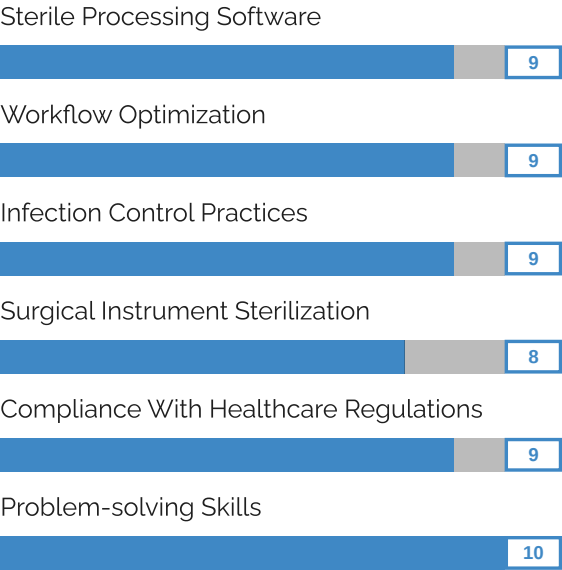 Sterile Processing Software
9
Workflow Optimization
9
Infection Control Practices
9
Surgical Instrument Sterilization
8
Compliance With Healthcare Regulations
9
Problem-solving Skills
10